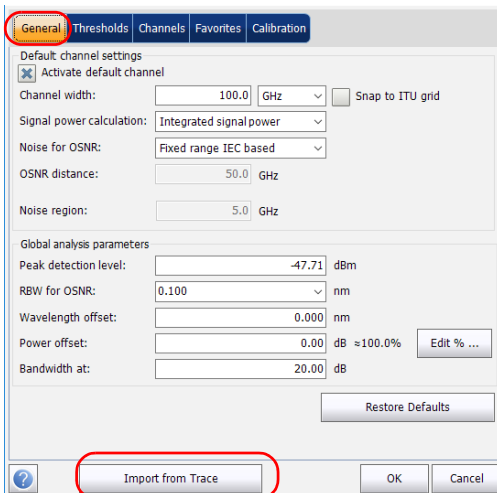 General Thresholds Channels Favorites Calibration
Default channel settings
Activate default channel
Channel width: 100.0 GHz Snap to ITU grid
Signal power calculation: Integrated signal power
Noise for OSNR: Fixed range IEC based
OSNR distance: 50.0 GHz
Noise region: 5.0 GHz
Global analysis parameters
Peak detection level: -47.71 dBm
RBW for OSNR: 0.100 nm
Wavelength offset: 0.000 nm
Power offset: 0.00 dB ≈100.0% Edit % ...
Bandwidth at: 20.00 dB
Restore Defaults
? Import from Trace OK Cancel